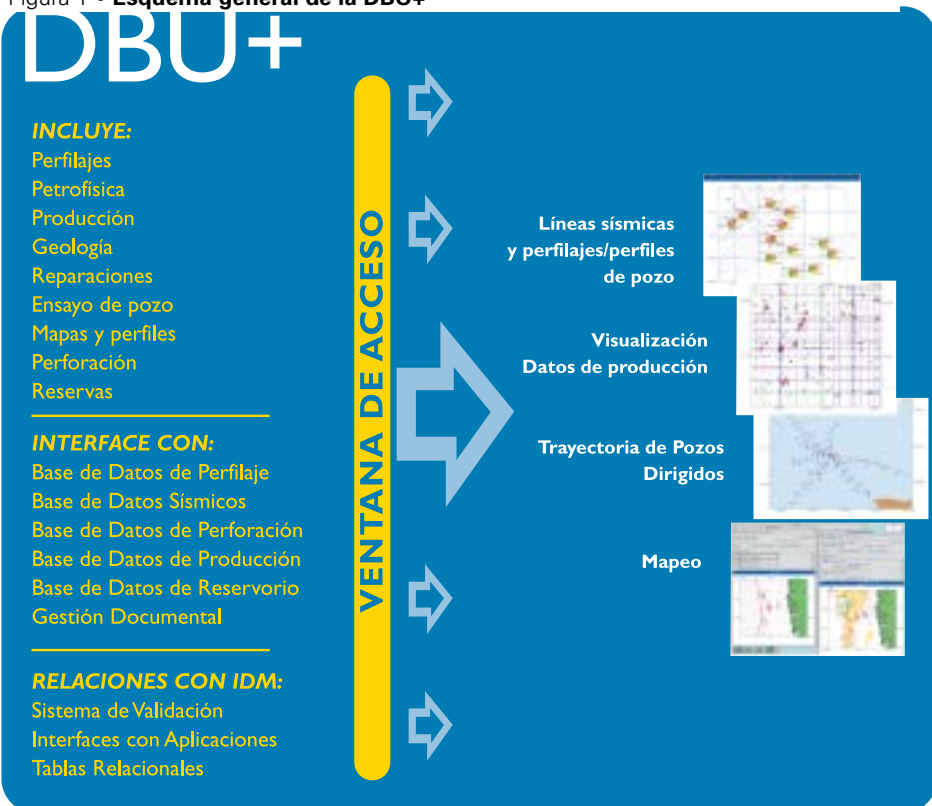 Figura 1 • Esquema general de la DBU+
DBU+
INCLUYE:
Perfilajes
Petrofísica
Producción
Geología
Reparaciones
Ensayo de pozo
Mapas y perfiles
Perforación
Reservas
INTERFACE CON:
Base de Datos de Perfilaje
Base de Datos Sísmicos
Base de Datos de Perforación
Base de Datos de Producción
Base de Datos de Reservorio
Gestión Documental
RELACIONES CON IDM:
Sistema de Validación
Interfaces con Aplicaciones
Tablas Relacionales
VENTANA DE ACCESO
Líneas sísmicas
y perfilajes/perfiles
de pozo
Visualización
Datos de producción
Trayectoria de Pozos
Dirigidos
Mapeo